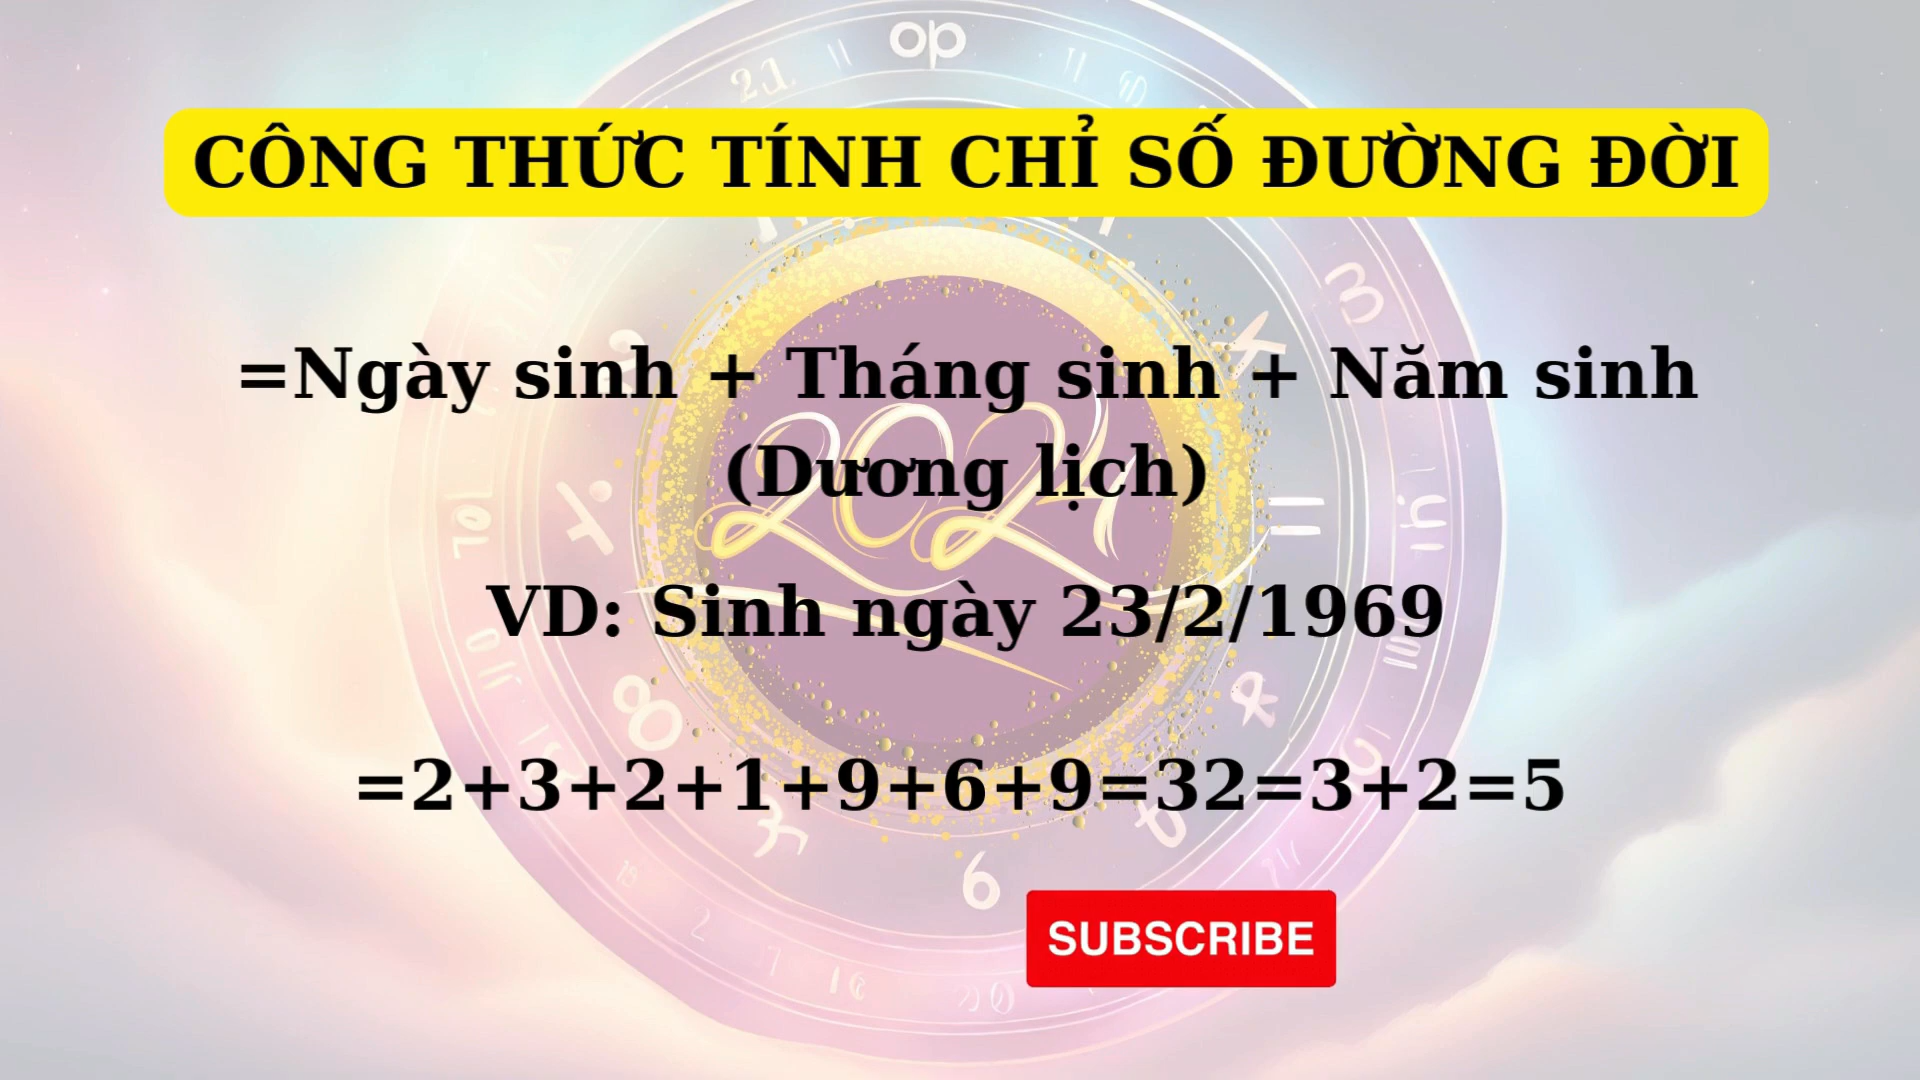 CÔNG THỨC TÍNH CHỈ SỐ ĐƯỜNG ĐỜI
=Ngày sinh + Tháng sinh + Năm sinh
(Dương lịch)
2024
VD: Sinh ngày 23/2/1969
=2+3+2+1+9+6+9=32=3+2=5
SUBSCRIBE